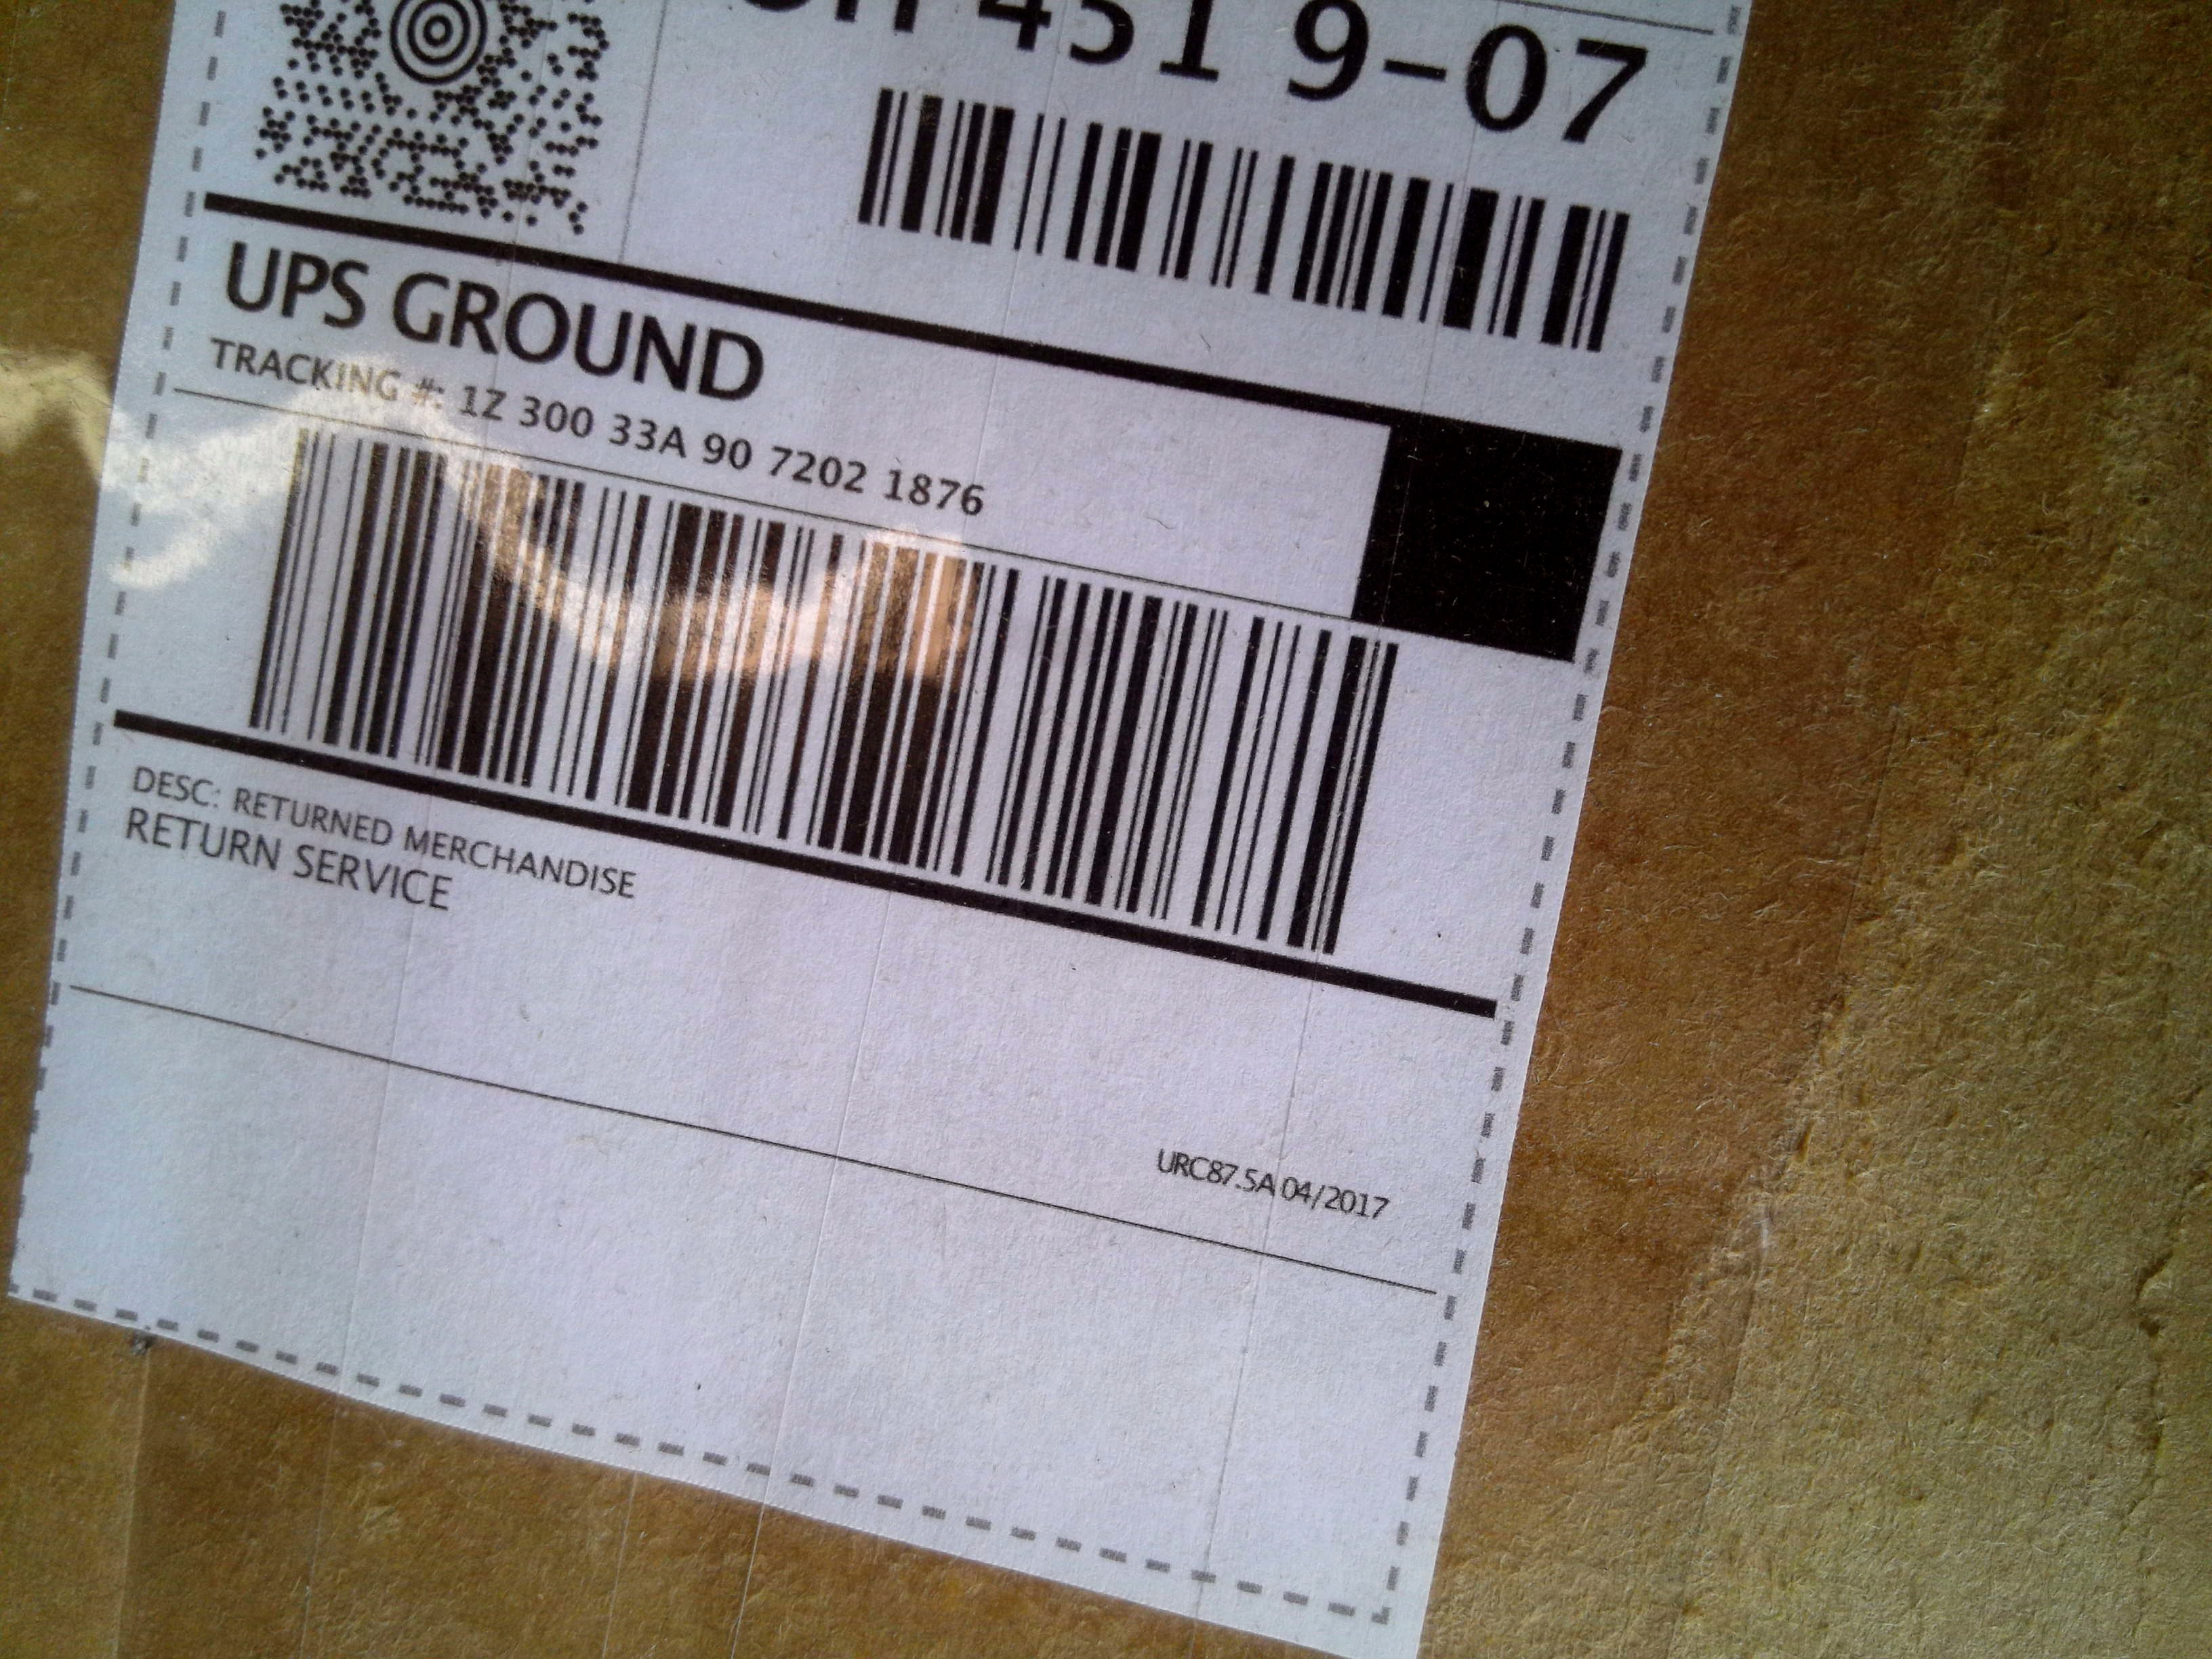 451 9-07
UPS GROUND
TRACKING #: 1Z 300 33A 90 7202 1876
DESC: RETURNED MERCHANDISE
RETURN SERVICE
URC87.5A 04/2017